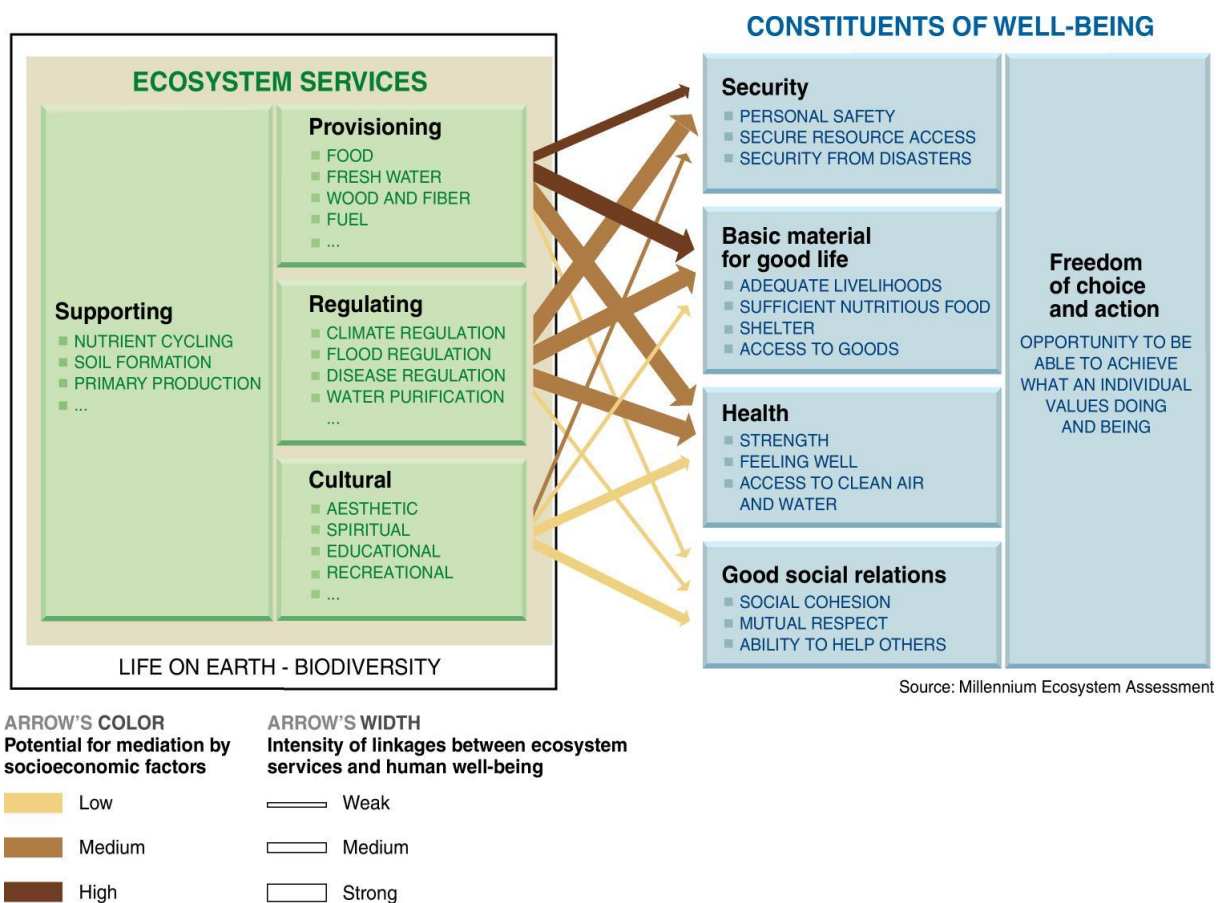 CONSTITUENTS OF WELL-BEING
ECOSYSTEM SERVICES
Supporting
NUTRIENT CYCLING
SOIL FORMATION
PRIMARY PRODUCTION
...
Provisioning
FOOD
FRESH WATER
WOOD AND FIBER
FUEL
...
Regulating
CLIMATE REGULATION
FLOOD REGULATION
DISEASE REGULATION
WATER PURIFICATION
...
Cultural
AESTHETIC
SPIRITUAL
EDUCATIONAL
RECREATIONAL
...
LIFE ON EARTH - BIODIVERSITY
Security
PERSONAL SAFETY
SECURE RESOURCE ACCESS
SECURITY FROM DISASTERS
Basic material
for good life
ADEQUATE LIVELIHOODS
SUFFICIENT NUTRITIOUS FOOD
SHELTER
ACCESS TO GOODS
Health
STRENGTH
FEELING WELL
ACCESS TO CLEAN AIR
AND WATER
Good social relations
SOCIAL COHESION
MUTUAL RESPECT
ABILITY TO HELP OTHERS
Freedom
of choice
and action
OPPORTUNITY TO BE
ABLE TO ACHIEVE
WHAT AN INDIVIDUAL
VALUES DOING
AND BEING
Source: Millennium Ecosystem Assessment
ARROW'S COLOR
Potential for mediation by
socioeconomic factors
Low
Medium
High
ARROW'S WIDTH
Intensity of linkages between ecosystem
services and human well-being
Weak
Medium
Strong